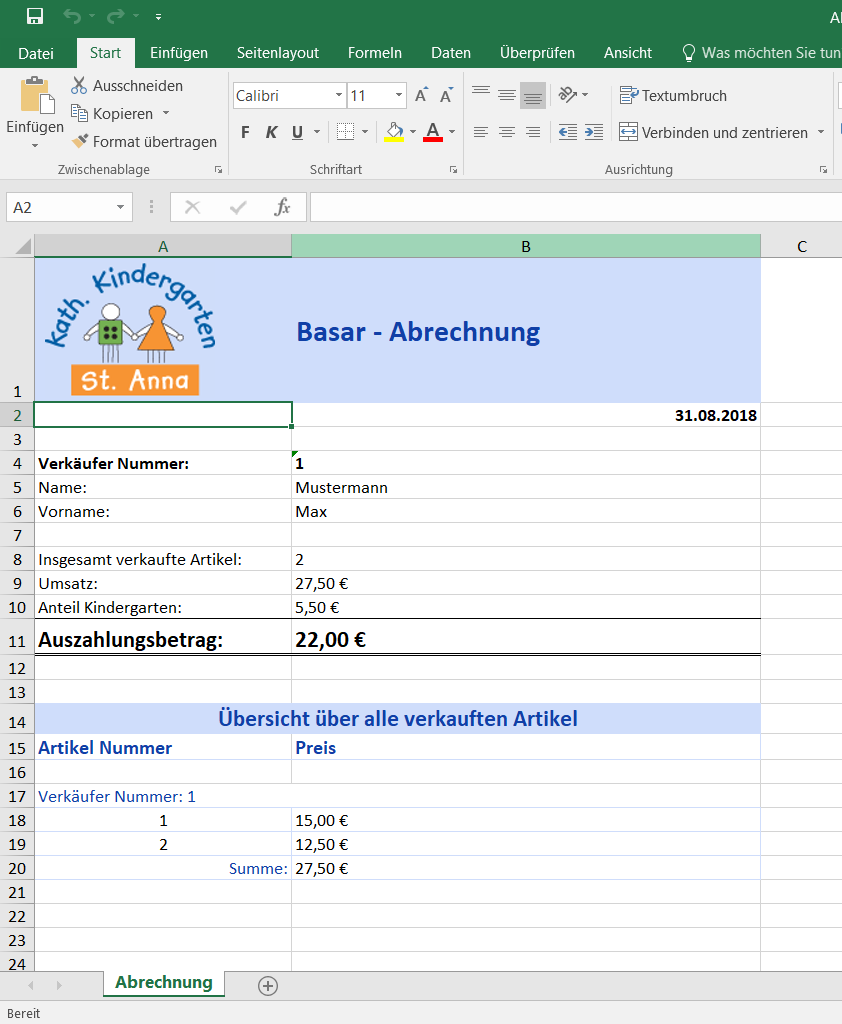 Al
Datei Start Einfügen Seitenlayout Formeln Daten Überprüfen Ansicht Was möchten Sie tun
Einfügen
Ausschneiden
Kopieren
Format übertragen
Zwischenablage
Calibri 11 A A
F K U A
Schriftart
Textumbruch
Verbinden und zentrieren
Ausrichtung
A2 fx
A B C
Kath. Kindergarten
St. Anna
Basar - Abrechnung
1
2 31.08.2018
3
4 Verkäufer Nummer: 1
5 Name: Mustermann
6 Vorname: Max
7
8 Insgesamt verkaufte Artikel: 2
9 Umsatz: 27,50 €
10 Anteil Kindergarten: 5,50 €
11 Auszahlungsbetrag: 22,00 €
12
13
14 Übersicht über alle verkauften Artikel
15 Artikel Nummer Preis
16
17 Verkäufer Nummer: 1
18 1 15,00 €
19 2 12,50 €
20 Summe: 27,50 €
21
22
23
24
Abrechnung
Bereit